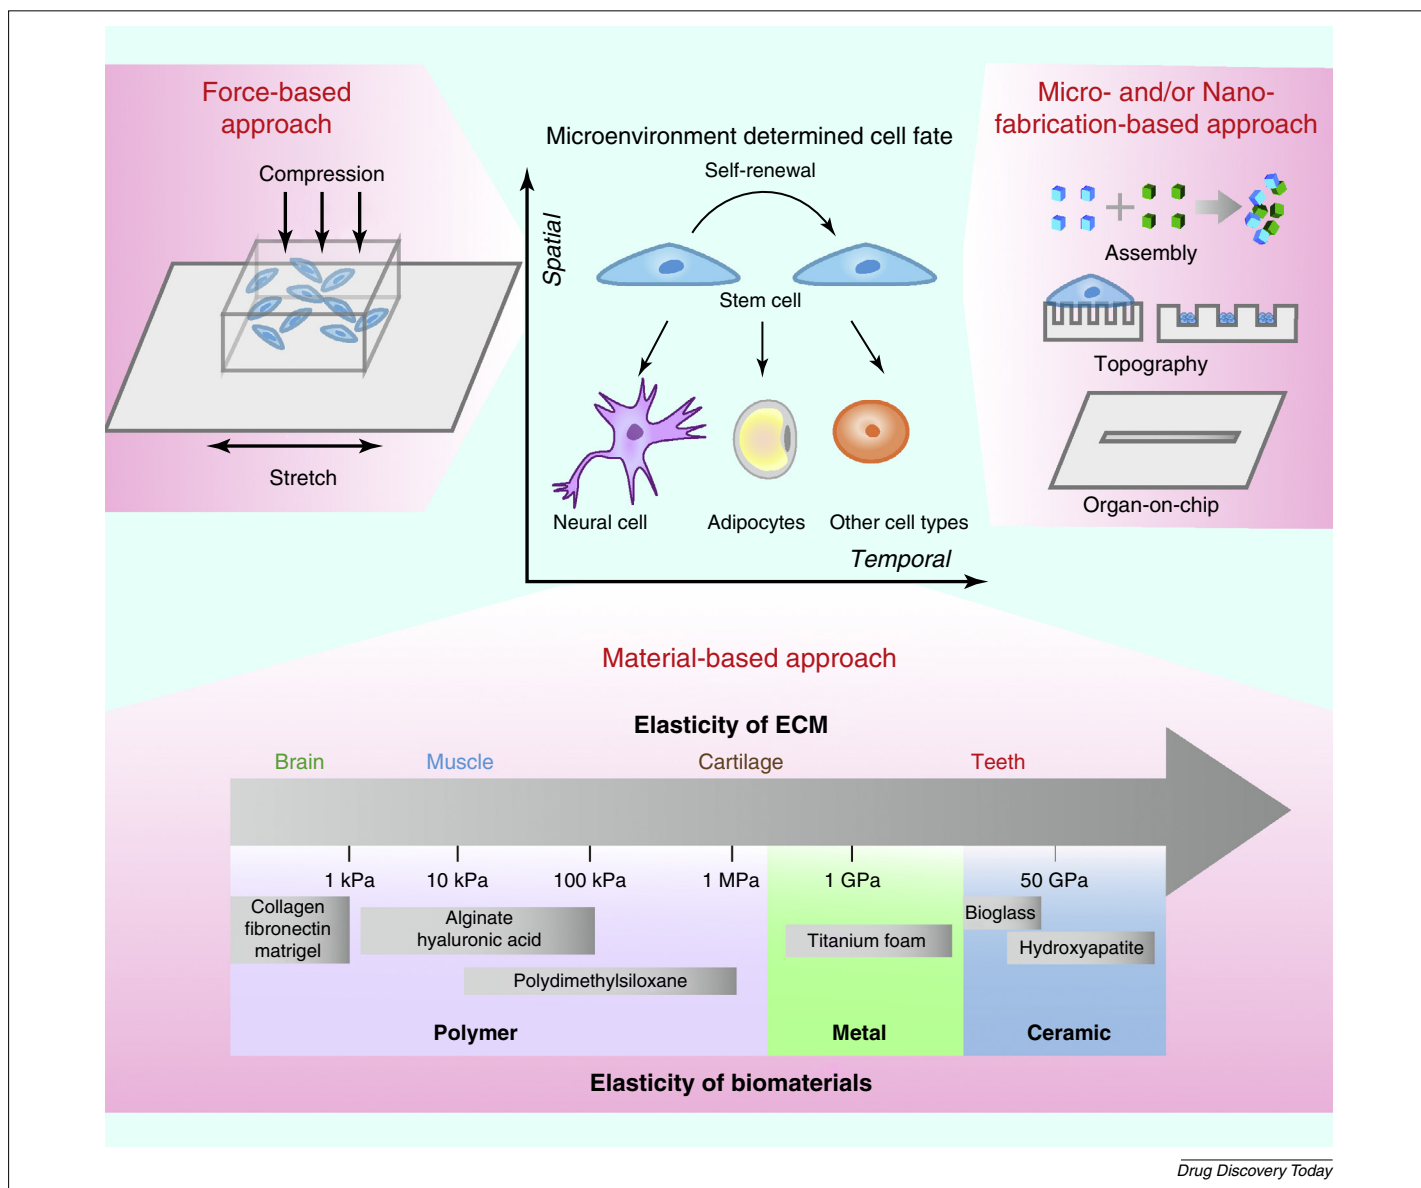 Force-based
approach
Compression
Stretch
Microenvironment determined cell fate
Self-renewal
Spatial
Stem cell
Neural cell
Adipocytes
Other cell types
Temporal
Micro- and/or Nano-
fabrication-based approach
Assembly
Topography
Organ-on-chip
Material-based approach
Elasticity of ECM
Brain
Muscle
Cartilage
Teeth
1 kPa
10 kPa
100 kPa
1 MPa
1 GPa
50 GPa
Collagen
fibronectin
matrigel
Alginate
hyaluronic acid
Polydimethylsiloxane
Titanium foam
Bioglass
Hydroxyapatite
Polymer
Metal
Ceramic
Elasticity of biomaterials
Drug Discovery Today